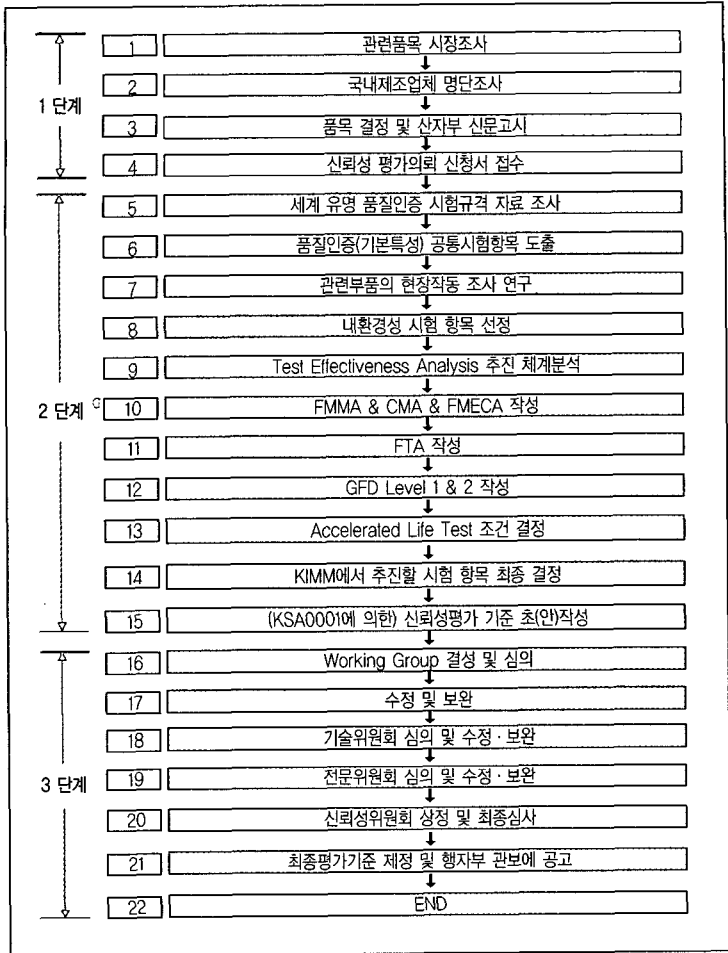 1 관련품목 시장조사
2 국내제조업체 명단조사
1 단계
3 품목 결정 및 산자부 신문고시
4 신뢰성 평가의뢰 신청서 접수
5 세계 유명 품질인증 시험규격 자료 조사
6 품질인증(기본특성) 공통시험항목 도출
7 관련부품의 현장작동 조사 연구
8 내환경성 시험 항목 선정
9 Test Effectiveness Analysis 추진 체계분석
2 단계 10 FMMA & CMA & FMECA 작성
11 FTA 작성
12 GFD Level 1 & 2 작성
13 Accelerated Life Test 조건 결정
14 KIMM에서 추진할 시험 항목 최종 결정
15 (KSA0001에 의한) 신뢰성평가 기준 초(안)작성
16 Working Group 결성 및 심의
17 수정 및 보완
18 기술위원회 심의 및 수정·보완
3 단계 19 전문위원회 심의 및 수정·보완
20 신뢰성위원회 상정 및 최종심사
21 최종평가기준 제정 및 행자부 관보에 공고
22 END